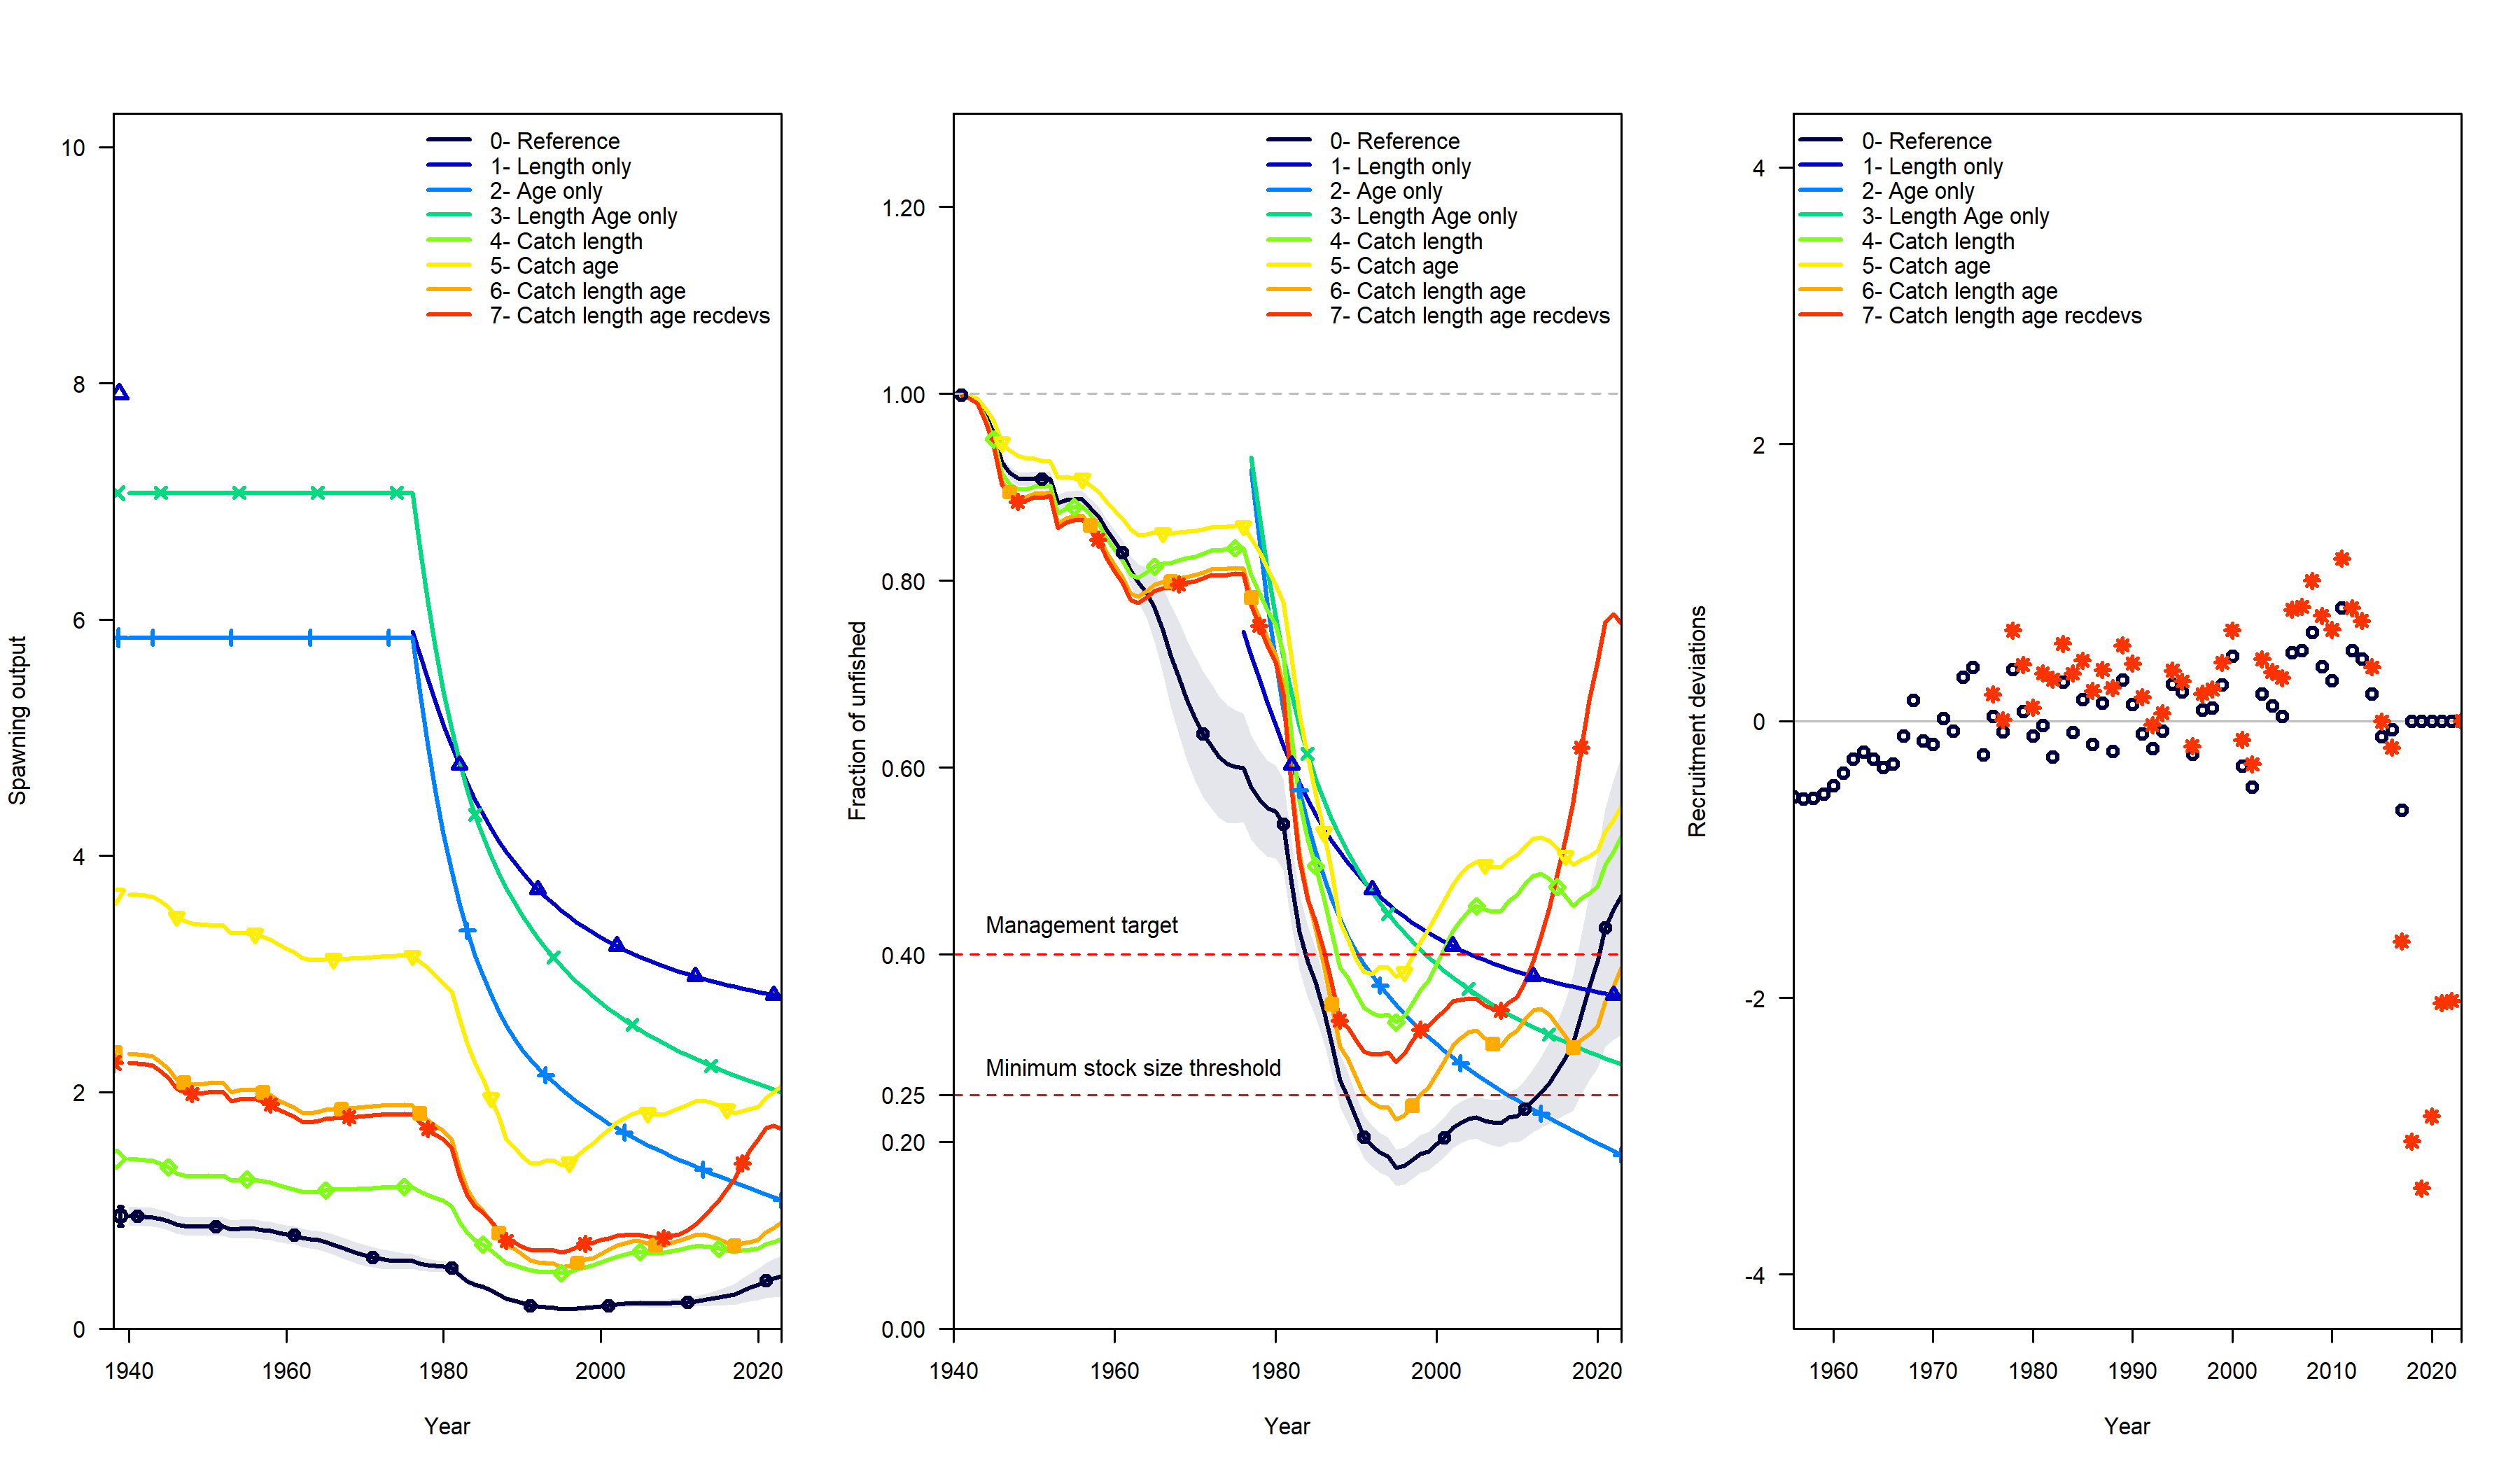 0- Reference
1- Length only
2- Age only
3- Length Age only
4- Catch length
5- Catch age
6- Catch length age
7- Catch length age recdevs
10
8
6
4
2
0
Spawning output
1940
1960
1980
2000
2020
Year
0- Reference
1- Length only
2- Age only
3- Length Age only
4- Catch length
5- Catch age
6- Catch length age
7- Catch length age recdevs
1.20
1.00
0.80
0.60
0.40
0.25
0.20
0.00
Fraction of unfished
Management target
Minimum stock size threshold
1940
1960
1980
2000
2020
Year
0- Reference
1- Length only
2- Age only
3- Length Age only
4- Catch length
5- Catch age
6- Catch length age
7- Catch length age recdevs
4
2
0
-2
-4
Recruitment deviations
1960
1970
1980
1990
2000
2010
2020
Year